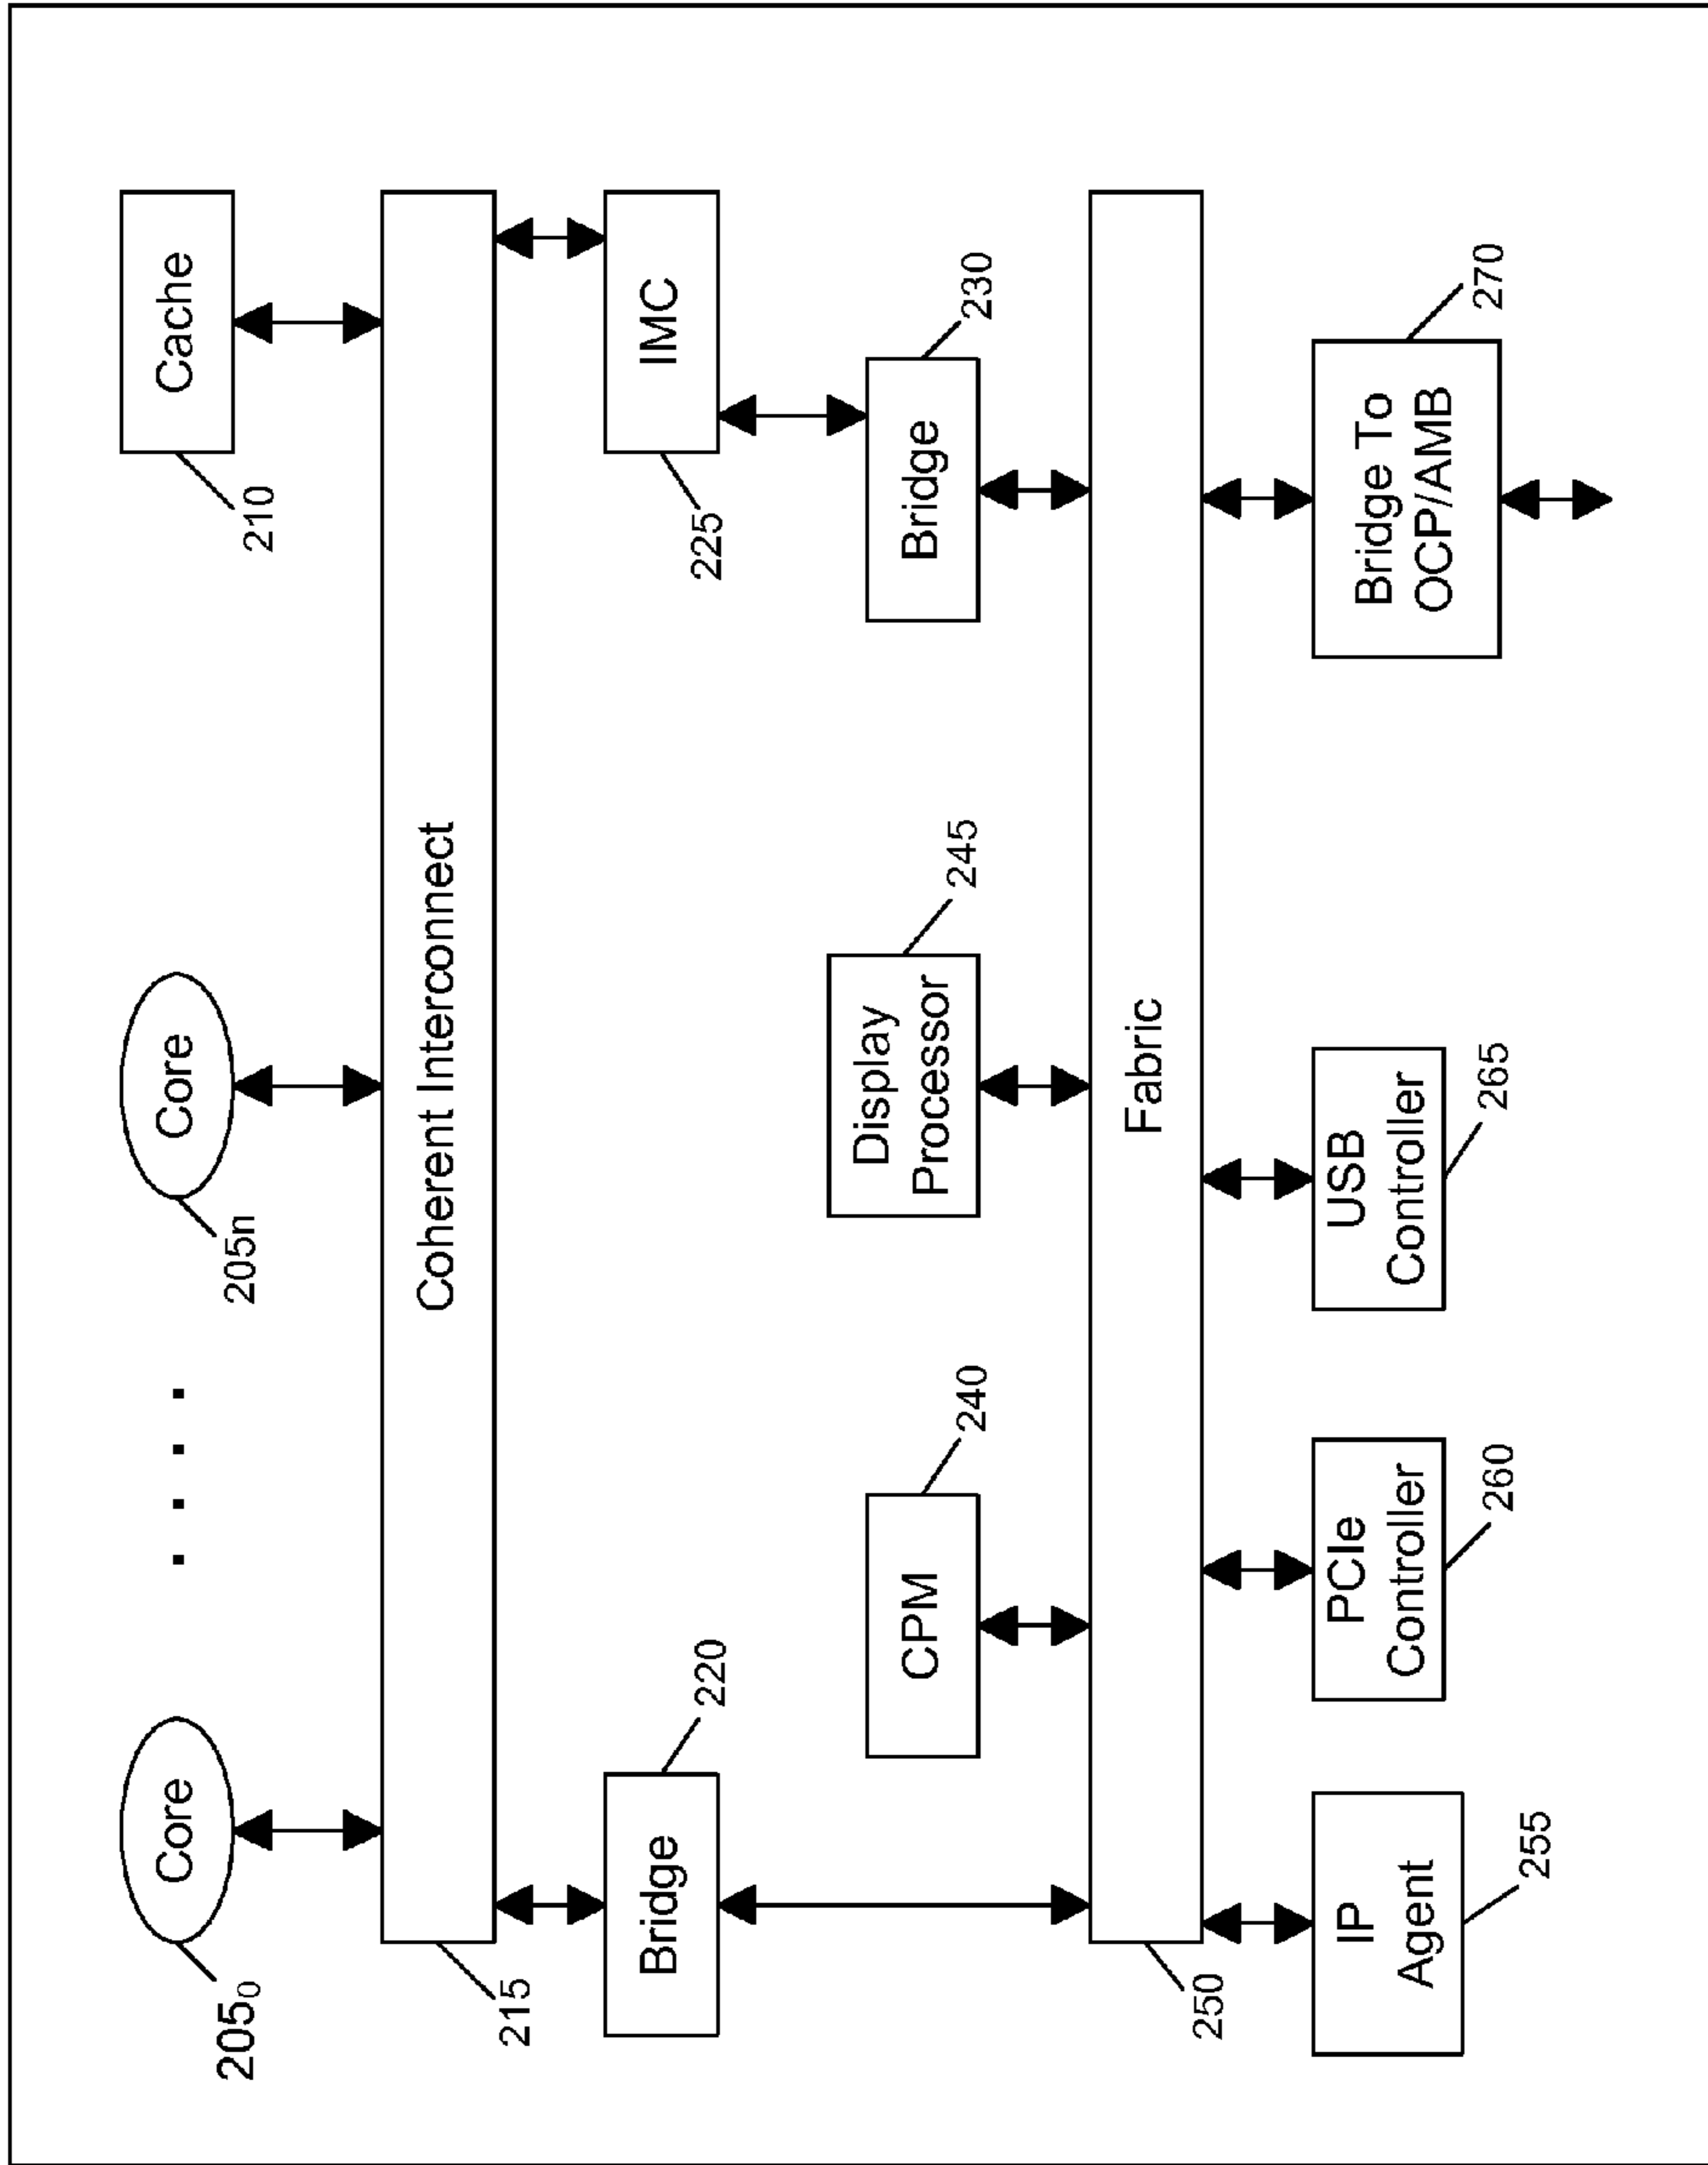 Core
Core
Cache
205₀
205n
210
Coherent Interconnect
215
Bridge
220
IMC
225
CPM
240
Display
Processor
245
Bridge
230
Fabric
250
IP
Agent
255
PCIe
Controller
260
USB
Controller
265
Bridge To
OCP/AMB
270